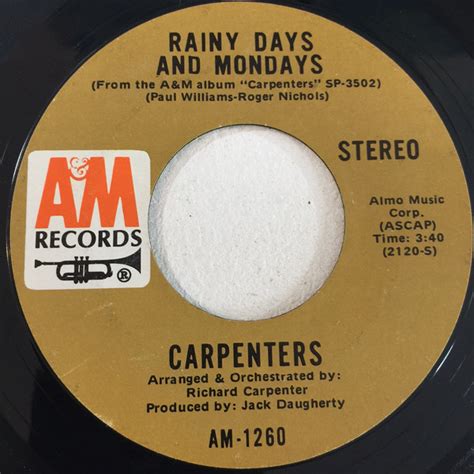 RAINY DAYS
AND MONDAYS
(From the A&M album "Carpenters" SP-3502)
(Paul Williams-Roger Nichols)
STEREO
A&M
RECORDS
®
Almo Music
Corp.
(ASCAP)
Time: 3:40
(2120-S)
CARPENTERS
Arranged & Orchestrated by:
Richard Carpenter
Produced by: Jack Daugherty
AM-1260